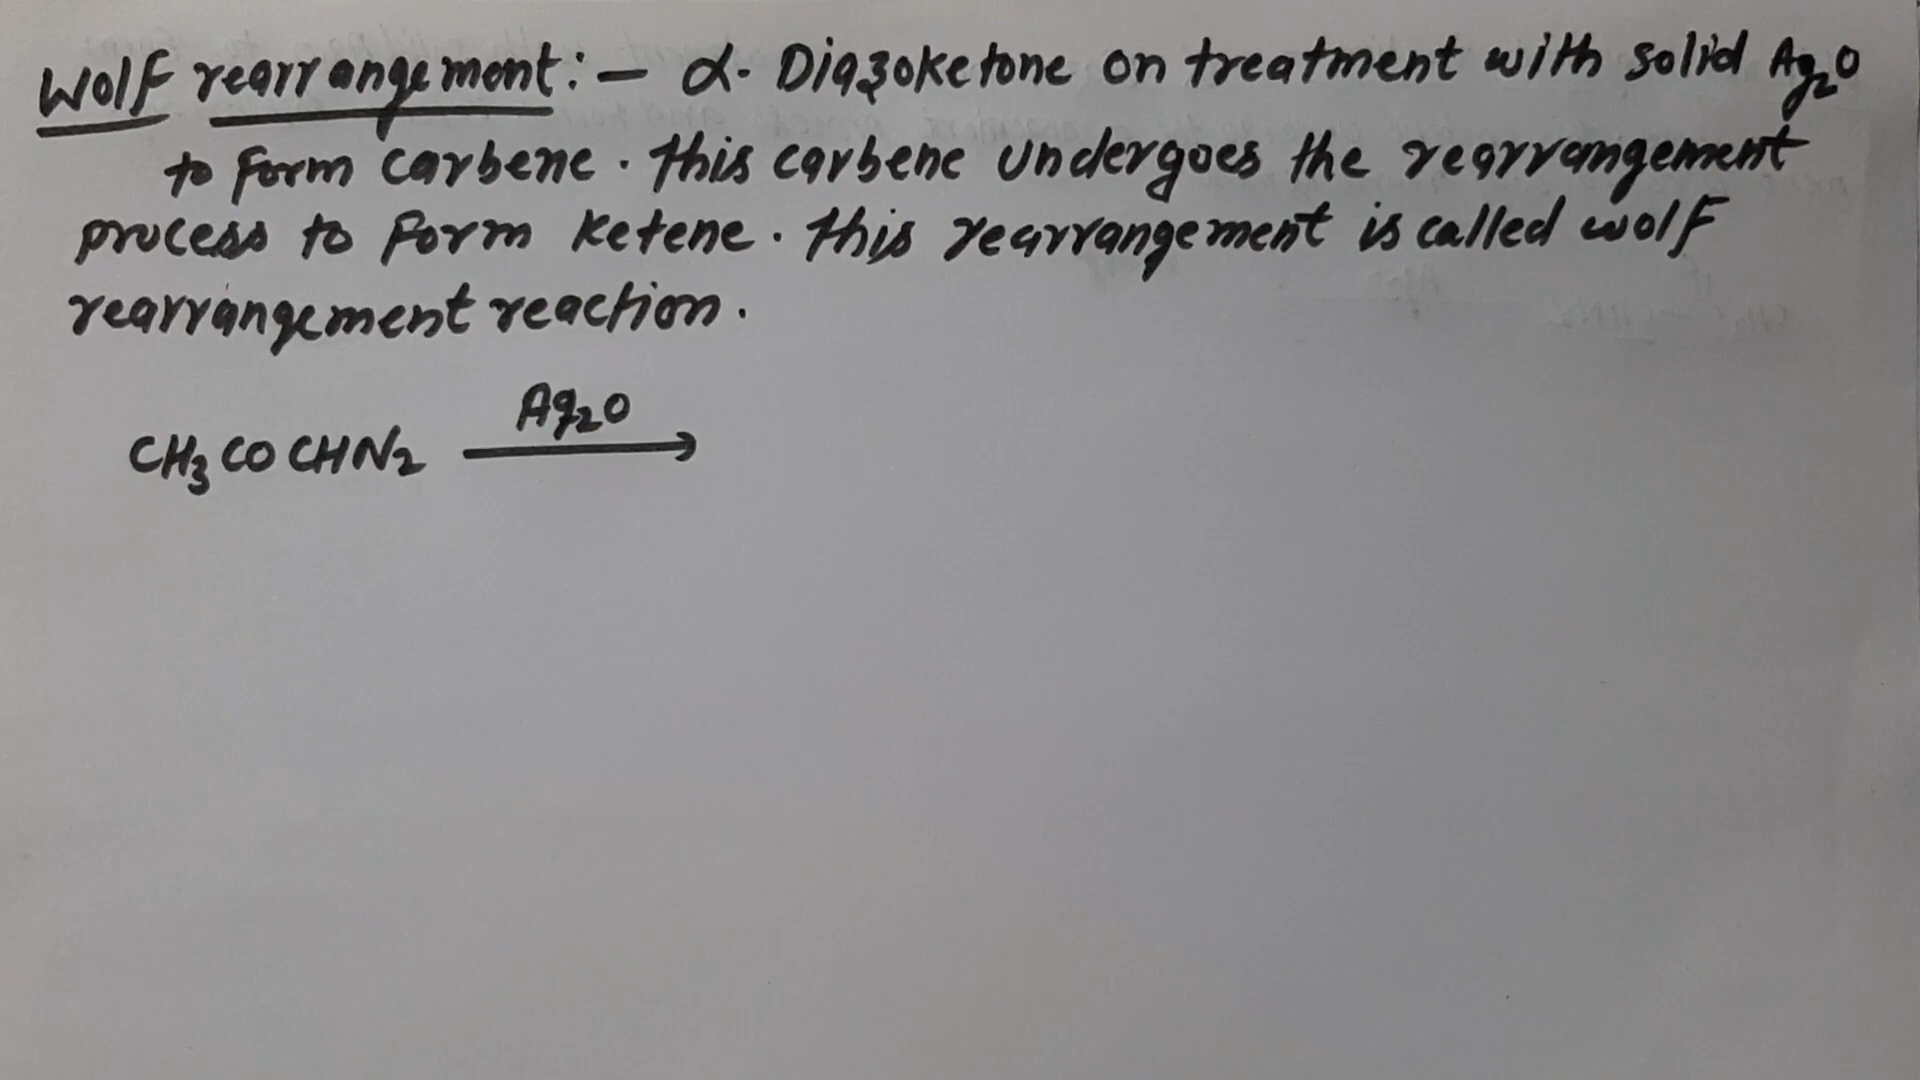 Wolf rearrangement:- α- Diazoketone on treatment with solid Ag₂O
to form carbene. this carbene undergoes the rearrangement
process to form ketene. this rearrangement is called wolf
rearrangement reaction.
Ag₂O
CH₃COCHN₂ ⟶